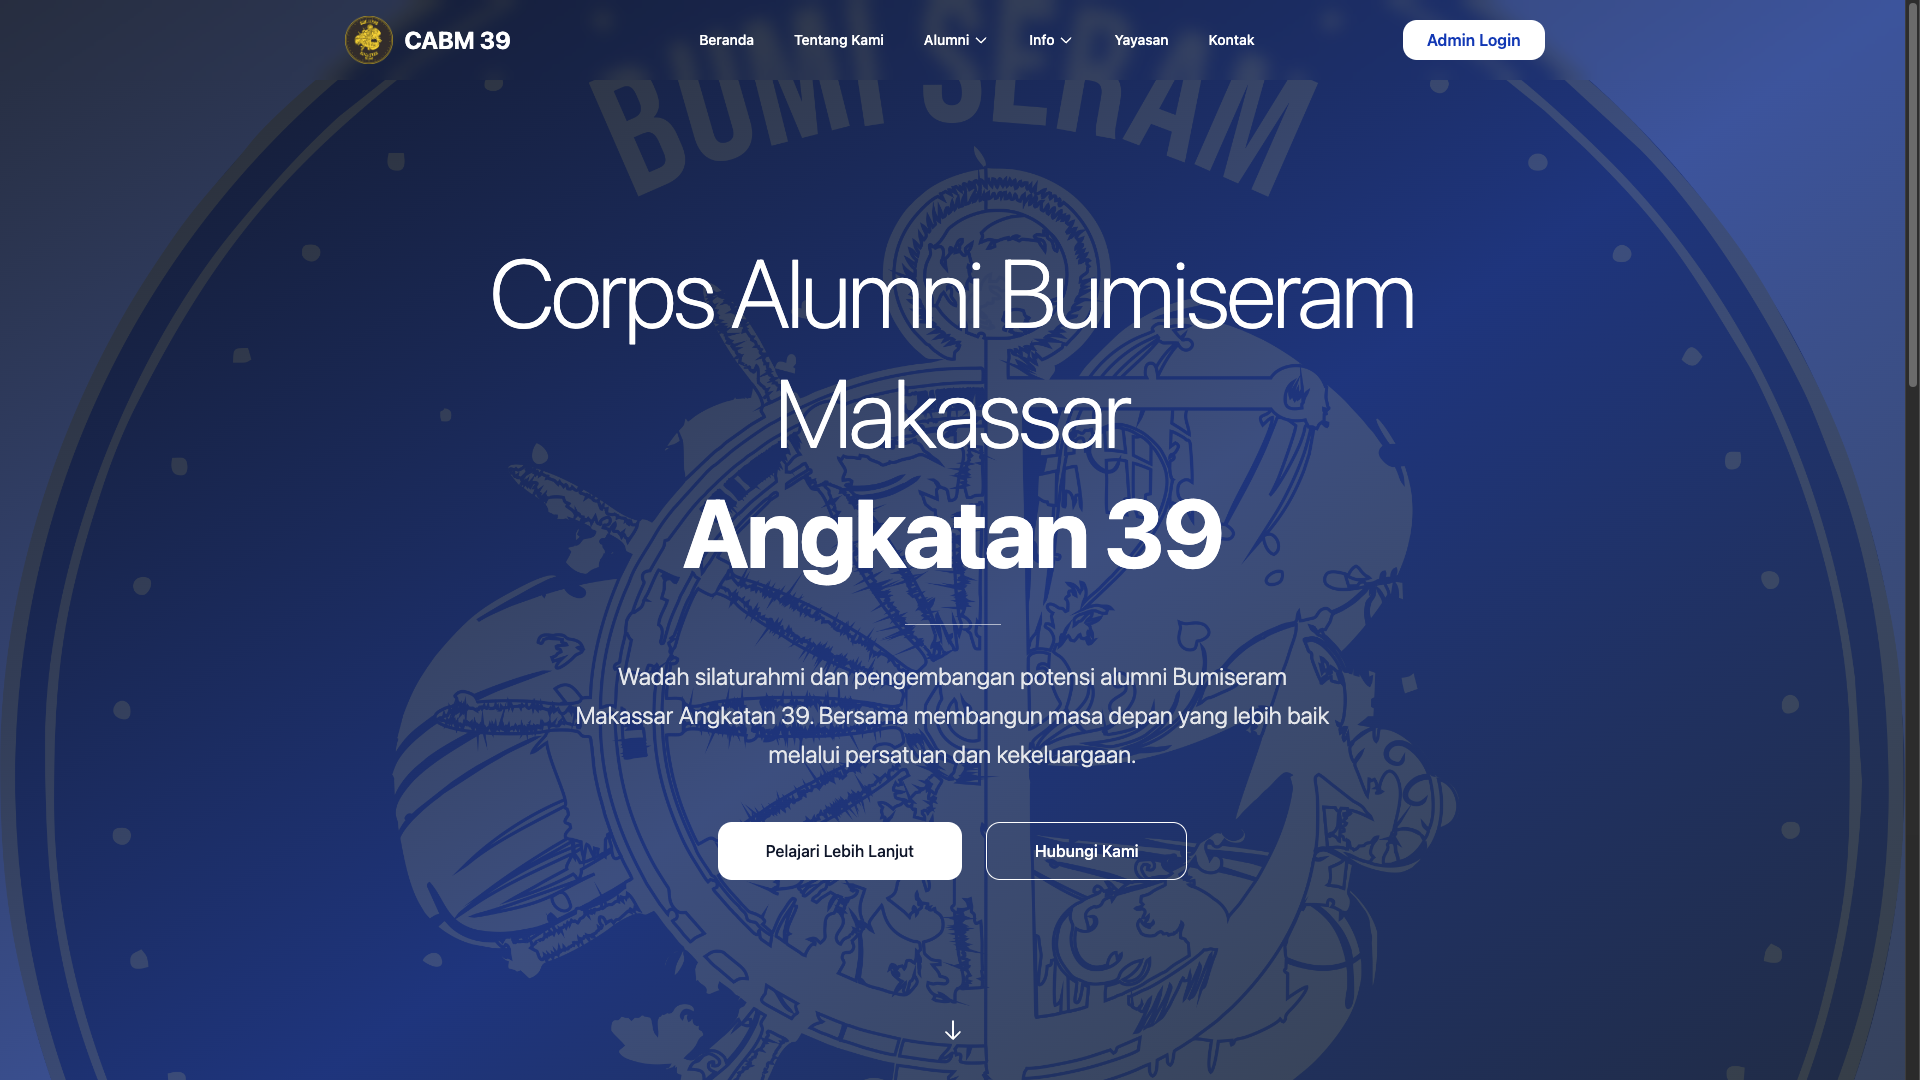 CABM 39
Beranda
Tentang Kami
Alumni
Info
Yayasan
Kontak
Admin Login
BUMI SERAM
Corps Alumni Bumiseram
Makassar
Angkatan 39
Wadah silaturahmi dan pengembangan potensi alumni Bumiseram
Makassar Angkatan 39. Bersama membangun masa depan yang lebih baik
melalui persatuan dan kekeluargaan.
Pelajari Lebih Lanjut
Hubungi Kami